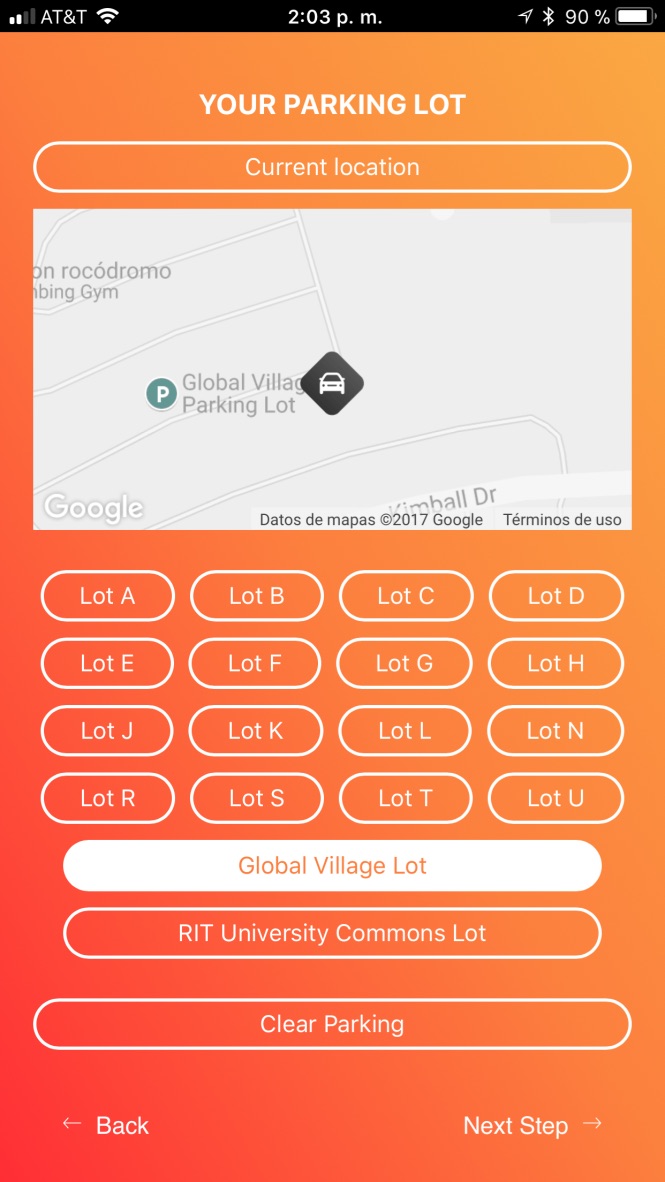 AT&T 2:03 p. m. 90 %
YOUR PARKING LOT
Current location
on rocódromo
mbing Gym
Global Villag
Parking Lot
P
Kimball Dr
Google
Datos de mapas ©2017 Google Términos de uso
Lot A Lot B Lot C Lot D
Lot E Lot F Lot G Lot H
Lot J Lot K Lot L Lot N
Lot R Lot S Lot T Lot U
Global Village Lot
RIT University Commons Lot
Clear Parking
← Back Next Step →